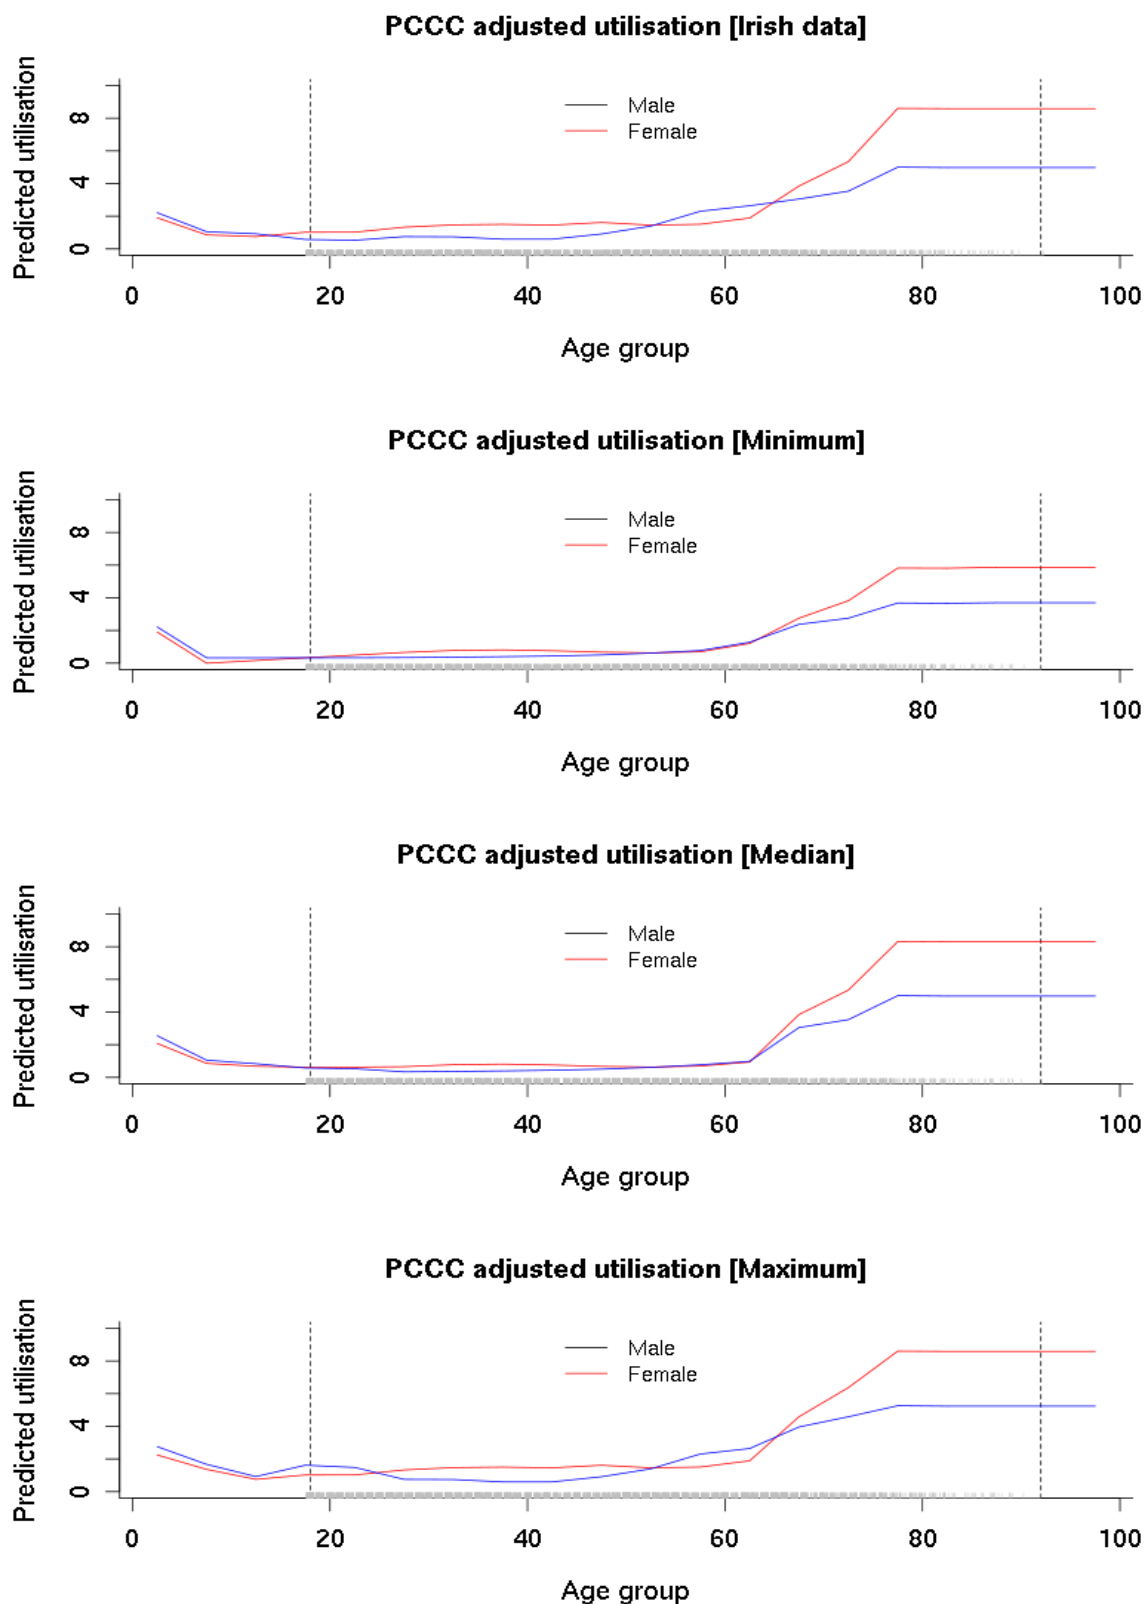 PCCC adjusted utilisation [Irish data]
Predicted utilisation
8
4
0
Male
Female
0 20 40 60 80 100
Age group
PCCC adjusted utilisation [Minimum]
Predicted utilisation
8
4
0
Male
Female
0 20 40 60 80 100
Age group
PCCC adjusted utilisation [Median]
Predicted utilisation
8
4
0
Male
Female
0 20 40 60 80 100
Age group
PCCC adjusted utilisation [Maximum]
Predicted utilisation
8
4
0
Male
Female
0 20 40 60 80 100
Age group